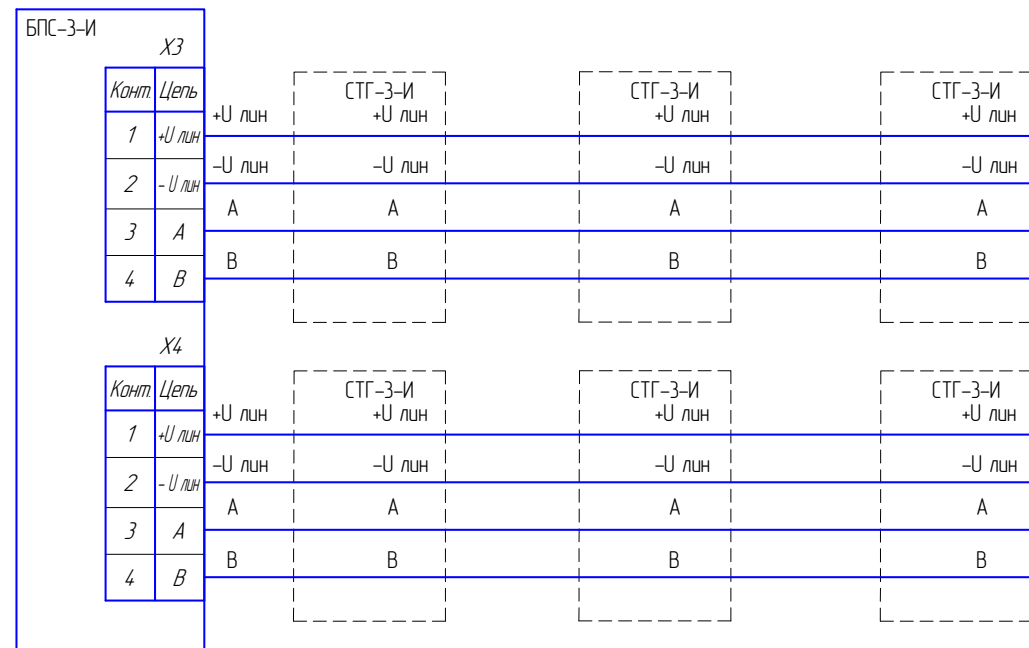 БПС-3-И
X3
Конт. Цепь
1 +U лин
2 - U лин
3 A
4 B
+U лин
-U лин
A
B
СТГ-3-И
+U лин
-U лин
A
B
СТГ-3-И
+U лин
-U лин
A
B
СТГ-3-И
+U лин
-U лин
A
B
X4
Конт. Цепь
1 +U лин
2 - U лин
3 A
4 B
+U лин
-U лин
A
B
СТГ-3-И
+U лин
-U лин
A
B
СТГ-3-И
+U лин
-U лин
A
B
СТГ-3-И
+U лин
-U лин
A
B